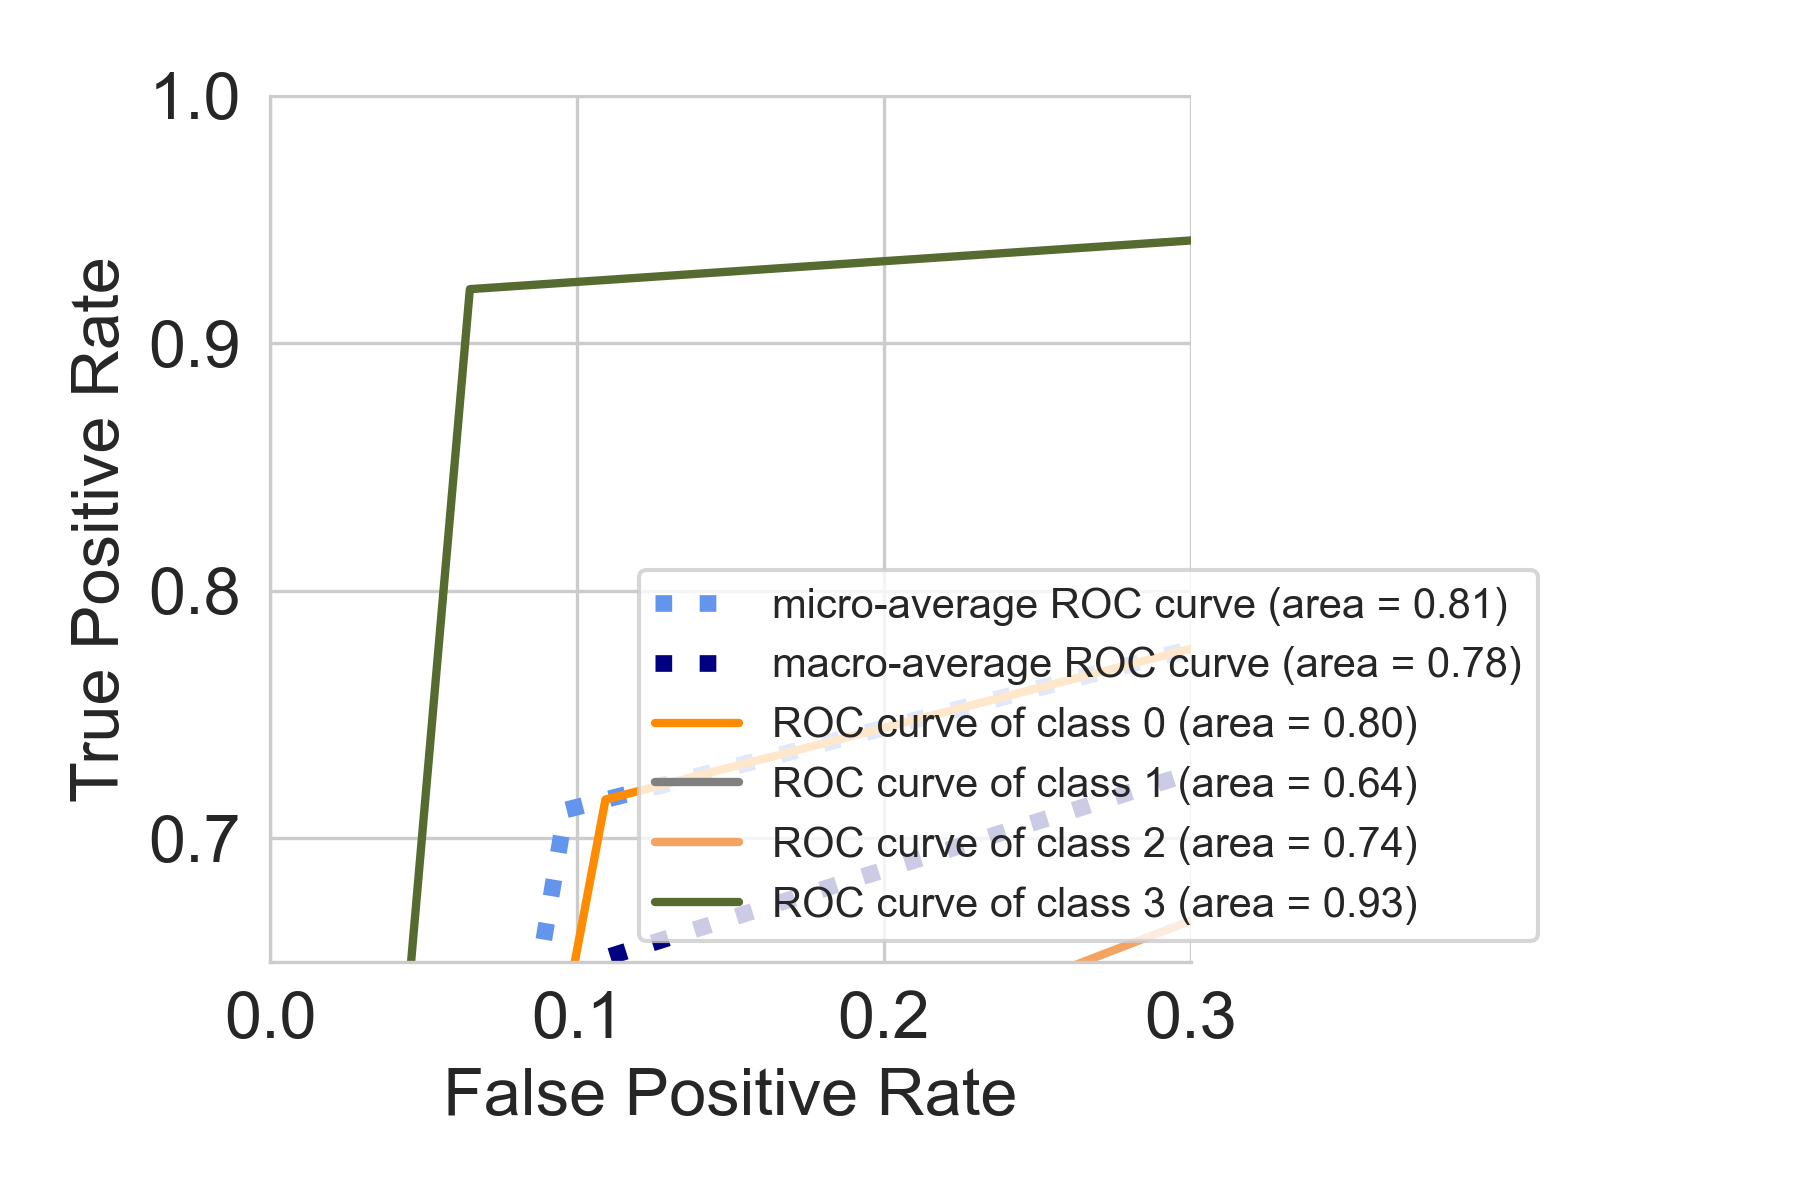 1.0
0.9
0.8
0.7
True Positive Rate
micro-average ROC curve (area = 0.81)
macro-average ROC curve (area = 0.78)
ROC curve of class 0 (area = 0.80)
ROC curve of class 1 (area = 0.64)
ROC curve of class 2 (area = 0.74)
ROC curve of class 3 (area = 0.93)
0.0 0.1 0.2 0.3
False Positive Rate